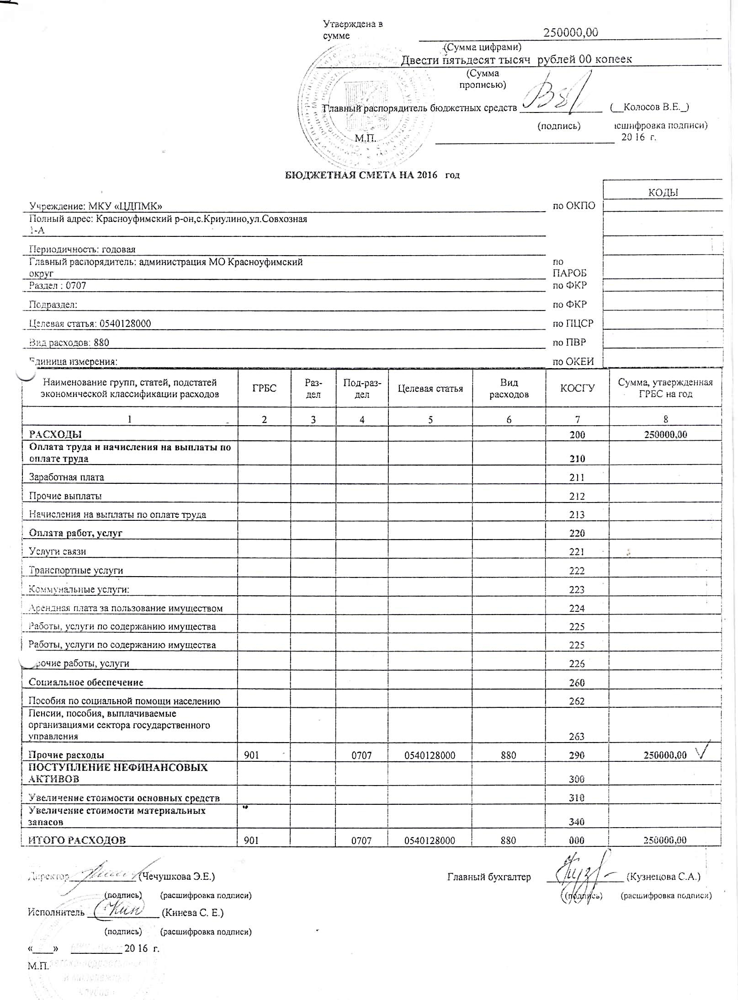 Утверждена в
сумме 250000,00
(Сумма цифрами)
Двести пятьдесят тысяч рублей 00 копеек
(Сумма
прописью)
Главный распорядитель бюджетных средств ____ (__Колосов В.Е._)
(подпись) сшифровка подписи)
М.П. 20 16 г.
БЮДЖЕТНАЯ СМЕТА НА 2016 год
КОДЫ
Учреждение: МКУ «ЦДПМК» по ОКПО
Полный адрес: Красноуфимский р-он,с.Криулино,ул.Совхозная
1-А
Периодичность: годовая
Главный распорядитель: администрация МО Красноуфимский по
округ ПАРОБ
Раздел : 0707 по ФКР
Подраздел: по ФКР
Целевая статья: 0540128000 по ПЦСР
Вид расходов: 880 по ПВР
Единица измерения: по ОКЕИ
Наименование групп, статей, подстатей Раз- Под-раз- Вид Сумма, утвержденная
экономической классификации расходов ГРБС дел дел Целевая статья расходов КОСГУ ГРБС на год
1 2 3 4 5 6 7 8
РАСХОДЫ 200 250000,00
Оплата труда и начисления на выплаты по
оплате труда 210
Заработная плата 211
Прочие выплаты 212
Начисления на выплаты по оплате труда 213
Оплата работ, услуг 220
Услуги связи 221
Транспортные услуги 222
Коммунальные услуги: 223
Арендная плата за пользование имуществом 224
Работы, услуги по содержанию имущества 225
Работы, услуги по содержанию имущества 225
рочие работы, услуги 226
Социальное обеспечение 260
Пособия по социальной помощи населению 262
Пенсии, пособия, выплачиваемые
организациями сектора государственного
управления 263
Прочие расходы 901 0707 0540128000 880 290 250000,00
ПОСТУПЛЕНИЕ НЕФИНАНСОВЫХ
АКТИВОВ 300
Увеличение стоимости основных средств 310
Увеличение стоимости материальных
запасов 340
ИТОГО РАСХОДОВ 901 0707 0540128000 880 000 250000,00
Директор ____ (Чечушкова Э.Е.) Главный бухгалтер ____ (Кузнецова С.А.)
(подпись) (расшифровка подписи) (подпись) (расшифровка подписи)
Исполнитель ____ (Кинева С. Е.)
(подпись) (расшифровка подписи)
«____» ____ 20 16 г.
М.П.